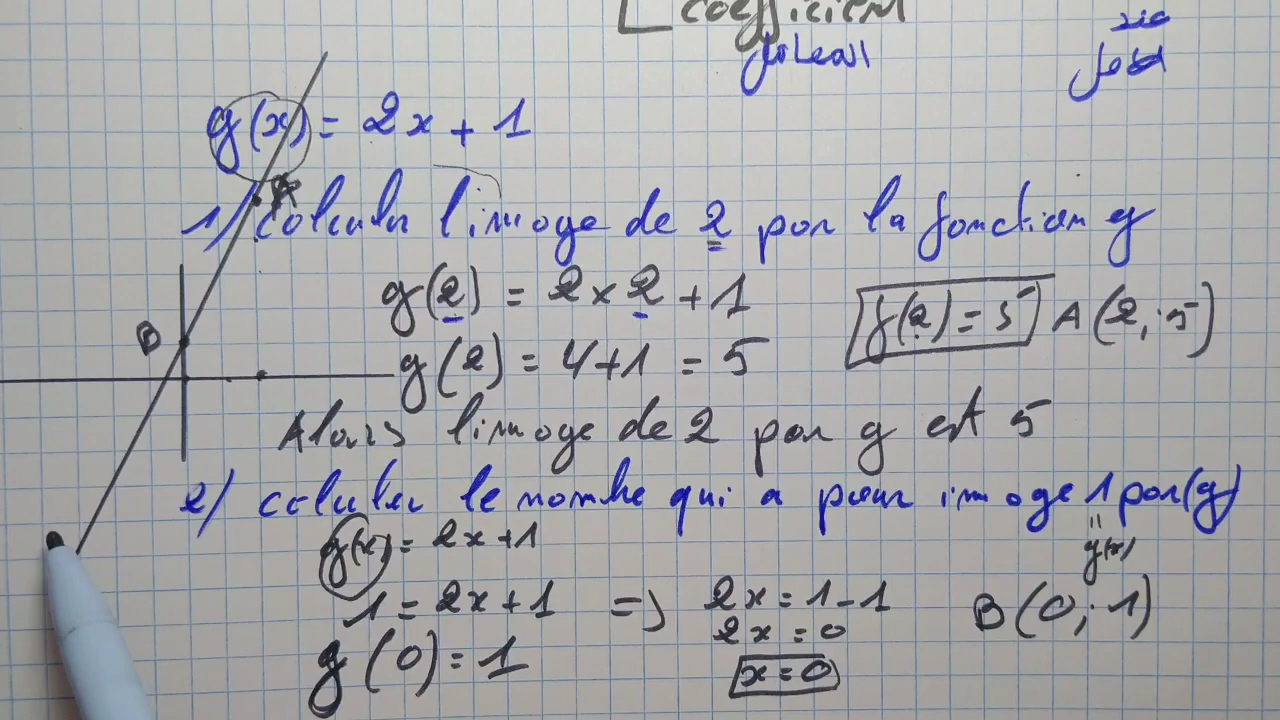 coefficient
g(x) = 2x + 1
A
1) calculer l'image de 2 par la fonction g
g(2) = 2 x 2 + 1
f(2) = 5 A (2, 5)
B
g(2) = 4+1 = 5
Alors l'image de 2 par g est 5
2) calculer le nombre qui a pour image 1 par (g)
g(x) = 2x+1
" g(x)
1 = 2x + 1 => 2x = 1 - 1 B (0; 1)
2x = 0
g (0) = 1 x = 0